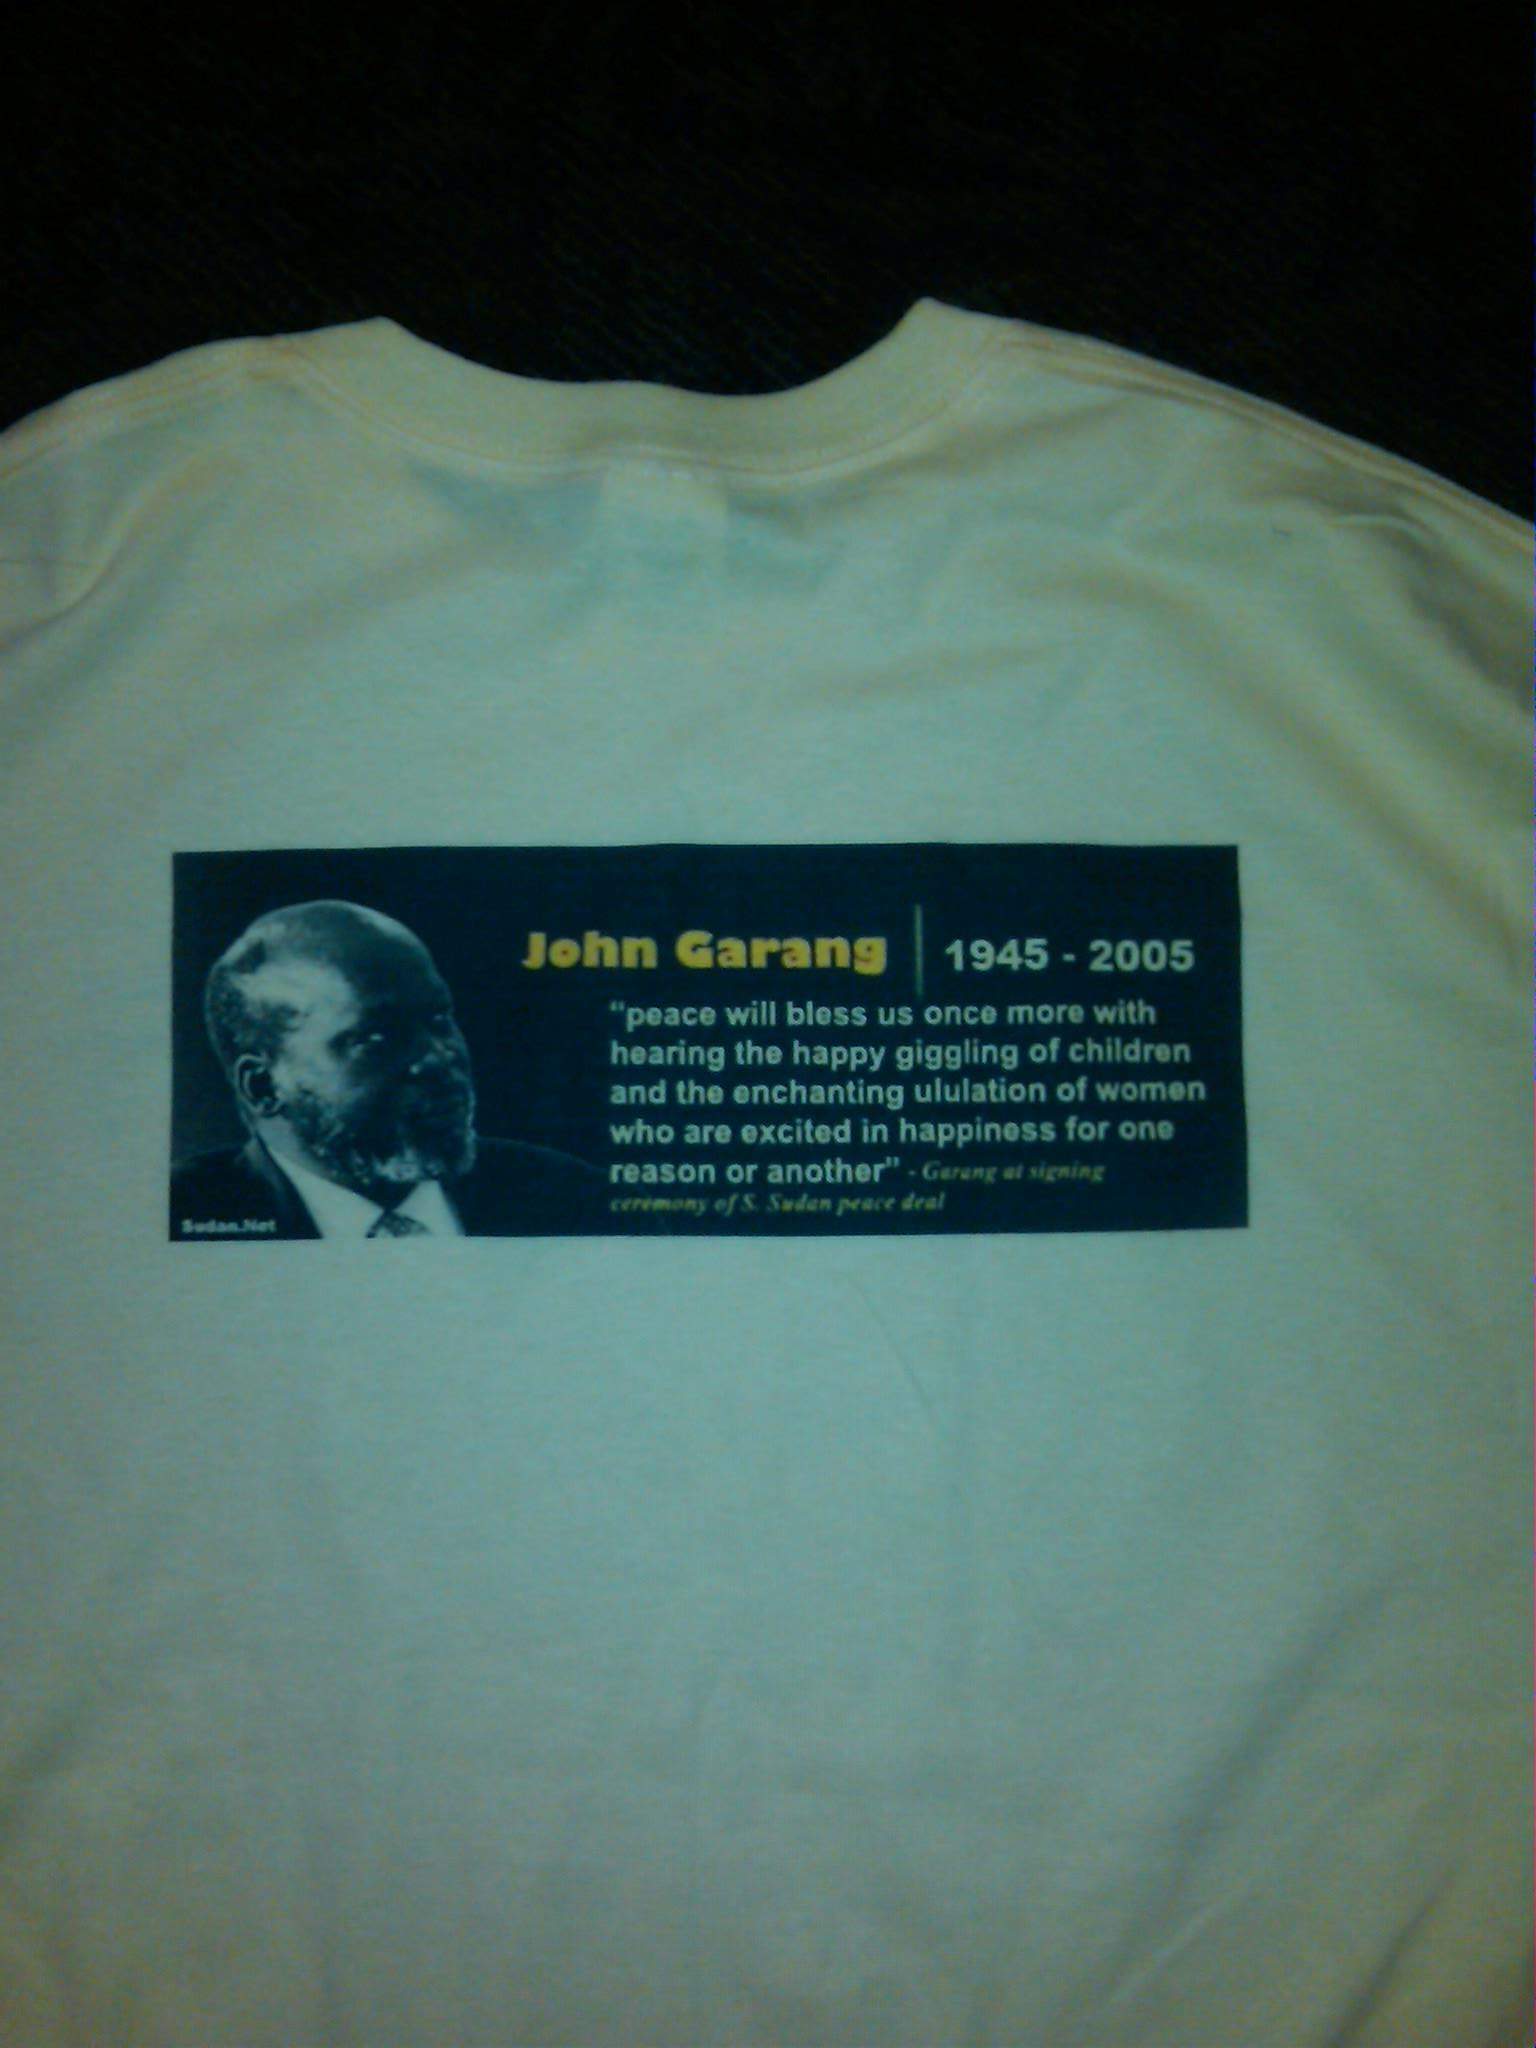 John Garang | 1945 - 2005
“peace will bless us once more with
hearing the happy giggling of children
and the enchanting ululation of women
who are excited in happiness for one
reason or another” - Garang at signing
ceremony of S. Sudan peace deal
Sudan.Net